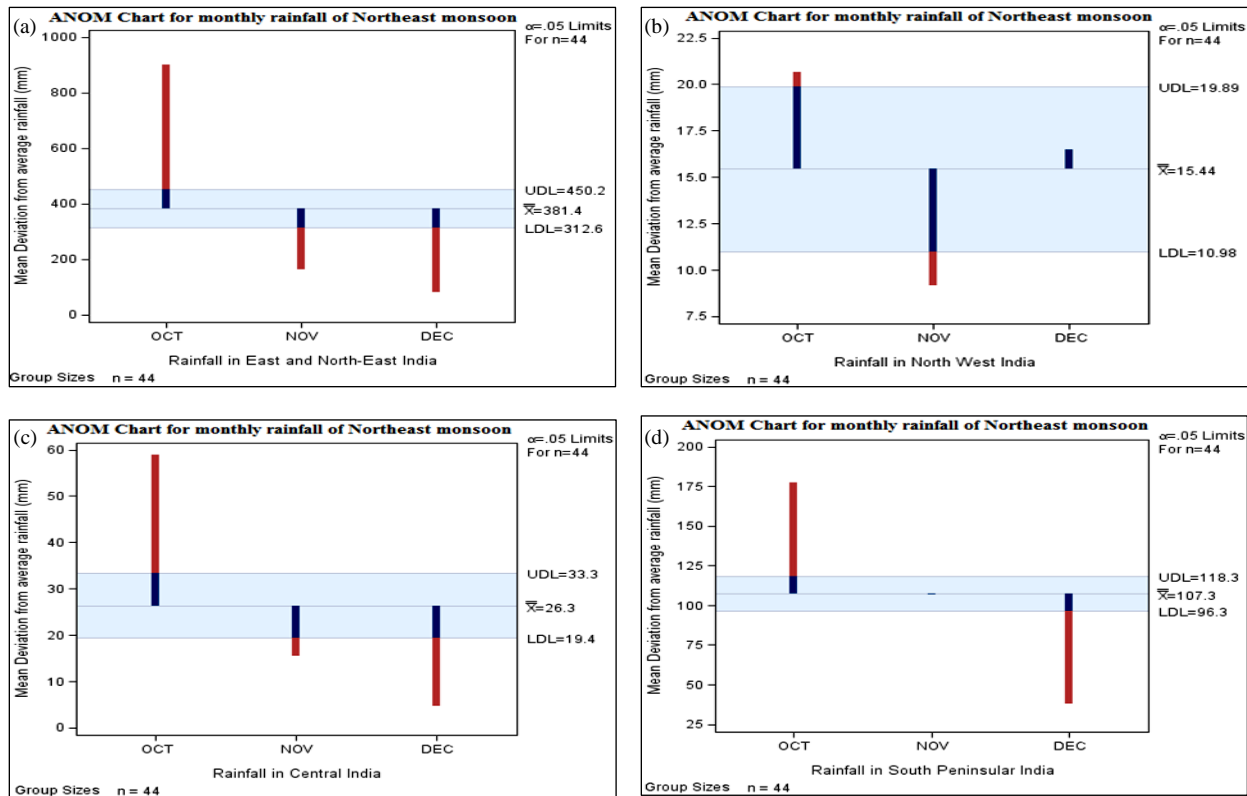 (a)
ANOM Chart for monthly rainfall of Northeast monsoon
α=.05 Limits
For n=44
Mean Deviation from average rainfall (mm)
1000
800
600
400
200
0
UDL=450.2
X̿=381.4
LDL=312.6
OCT NOV DEC
Rainfall in East and North-East India
Group Sizes n = 44
(b)
ANOM Chart for monthly rainfall of Northeast monsoon
α=.05 Limits
For n=44
Mean Deviation from average rainfall (mm)
22.5
20.0
17.5
15.0
12.5
10.0
7.5
UDL=19.89
X̿=15.44
LDL=10.98
OCT NOV DEC
Rainfall in North West India
Group Sizes n = 44
(c)
ANOM Chart for monthly rainfall of Northeast monsoon
α=.05 Limits
For n=44
Mean Deviation from average rainfall (mm)
60
50
40
30
20
10
0
UDL=33.3
X̿=26.3
LDL=19.4
OCT NOV DEC
Rainfall in Central India
Group Sizes n = 44
(d)
ANOM Chart for monthly rainfall of Northeast monsoon
α=.05 Limits
For n=44
Mean Deviation from average rainfall (mm)
200
175
150
125
100
75
50
25
UDL=118.3
X̿=107.3
LDL=96.3
OCT NOV DEC
Rainfall in South Peninsular India
Group Sizes n = 44